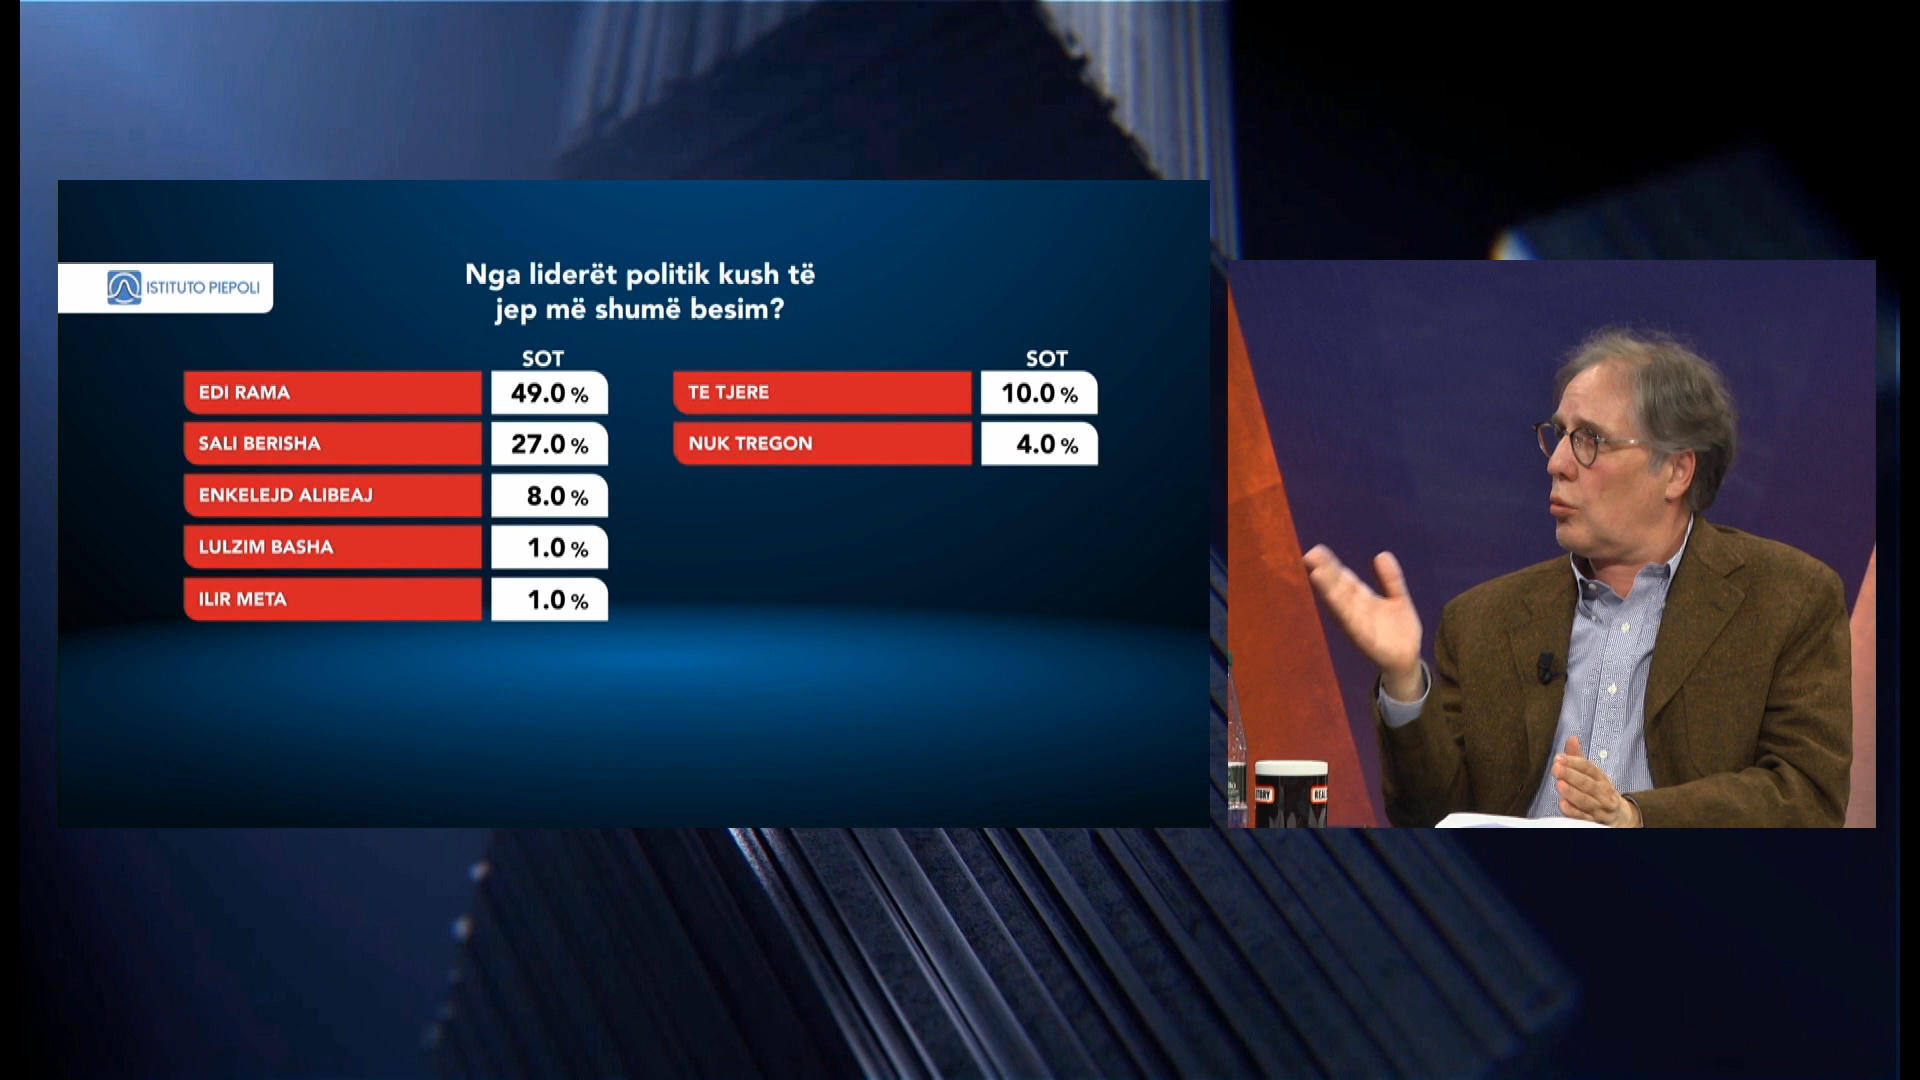 ISTITUTO PIEPOLI
Nga liderët politik kush të
jep më shumë besim?
SOT
EDI RAMA 49.0 %
SALI BERISHA 27.0 %
ENKELEJD ALIBEAJ 8.0 %
LULZIM BASHA 1.0 %
ILIR META 1.0 %
SOT
TE TJERE 10.0 %
NUK TREGON 4.0 %